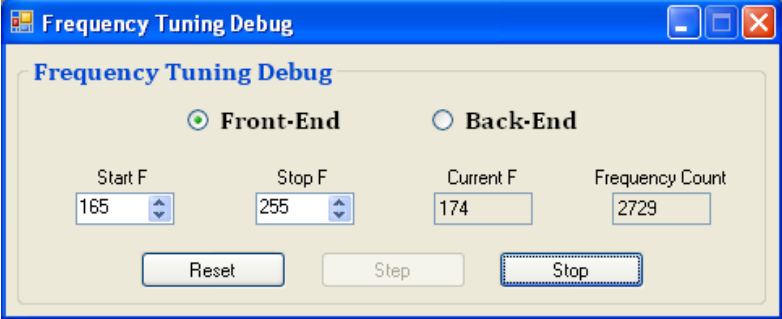 Frequency Tuning Debug
Frequency Tuning Debug
Front-End Back-End
Start F Stop F Current F Frequency Count
165 255 174 2729
Reset Step Stop